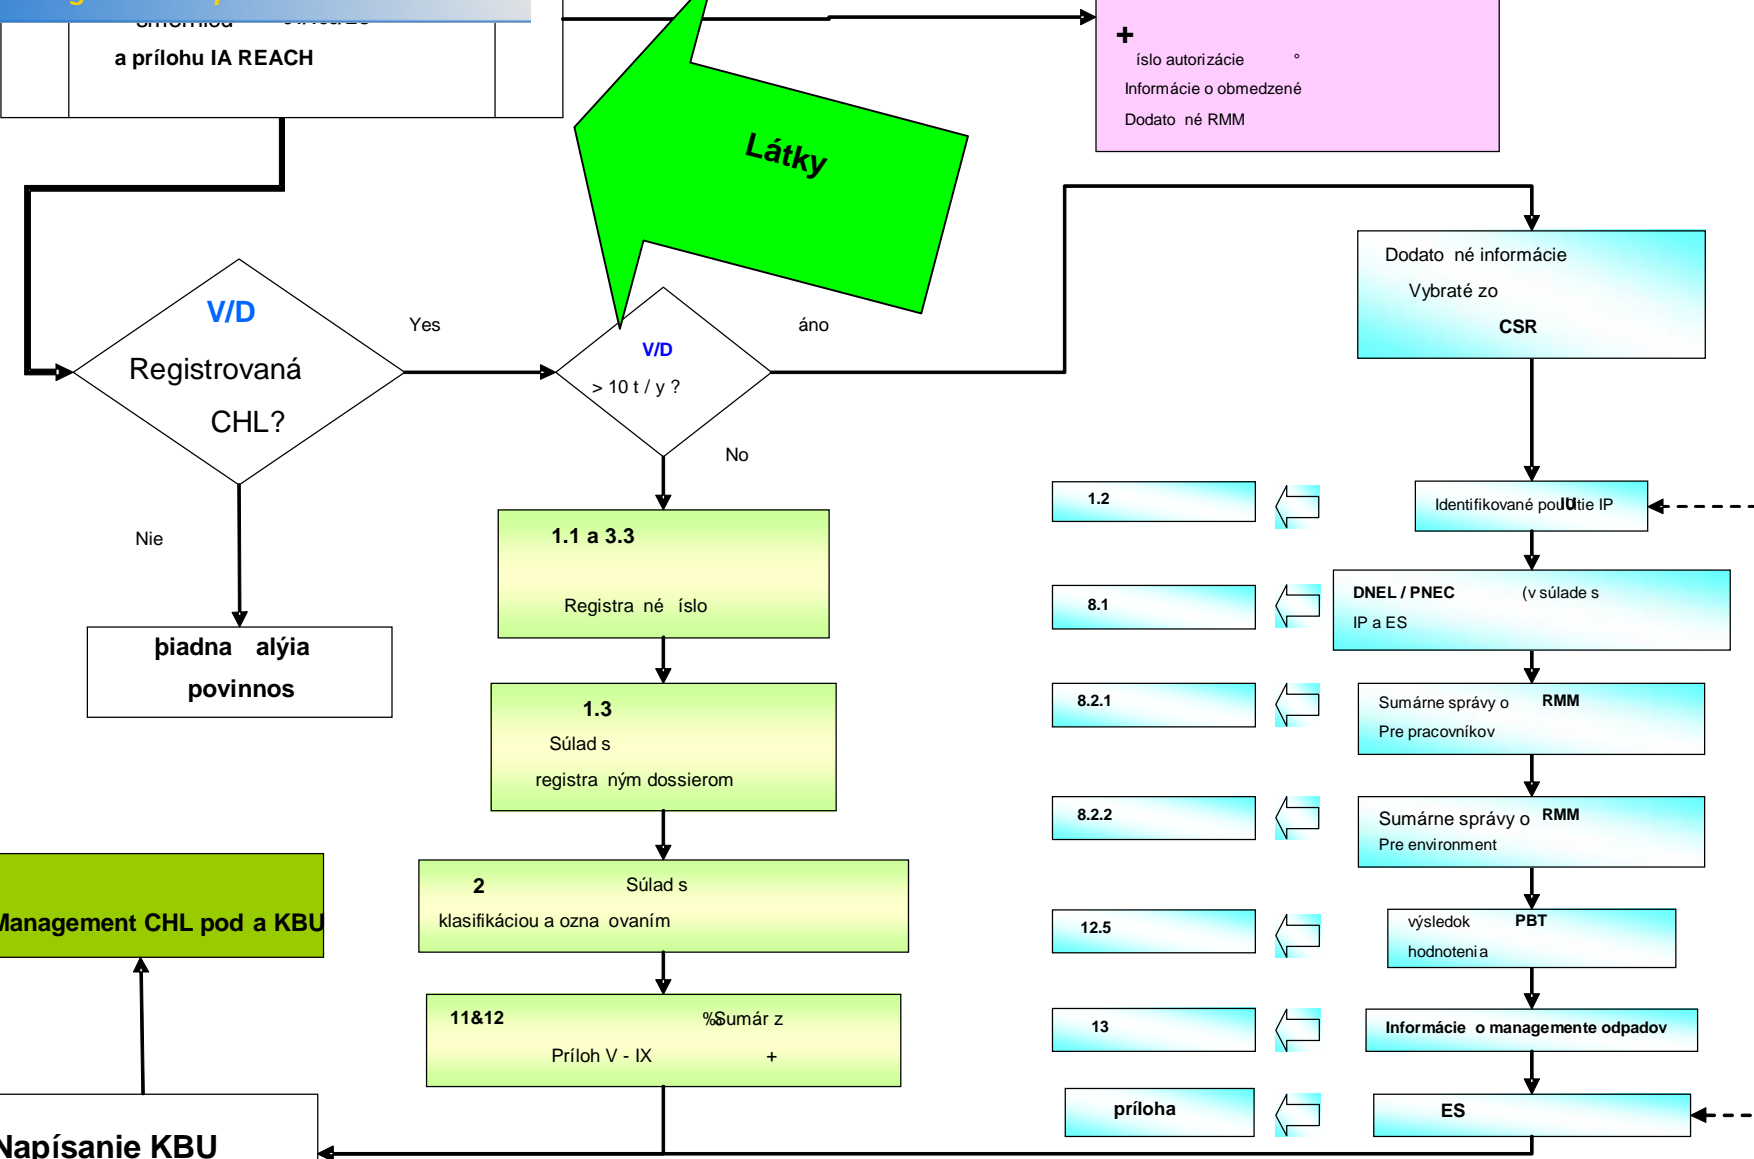 a prílohu IA REACH
+
íslo autorizácie °
Informácie o obmedzené
Dodato né RMM
Látky
V/D
Registrovaná
CHL?
Yes
V/D
> 10 t / y ?
áno
No
Nie
þiadna alýia
povinnos
1.1 a 3.3
Registra né íslo
1.3
Súlad s
registra ným dossierom
2 Súlad s
klasifikáciou a ozna ovaním
11&12 %Sumár z
Príloh V - IX +
Management CHL pod a KBU
Napísanie KBU
Dodato né informácie
Vybraté zo
CSR
1.2
Identifikované IP
8.1
DNEL / PNEC (v súlade s
IP a ES
8.2.1
Sumárne správy o RMM
Pre pracovníkov
8.2.2
Sumárne správy o RMM
Pre environment
12.5
výsledok PBT
hodnotenia
13
Informácie o managemente odpadov
príloha
ES